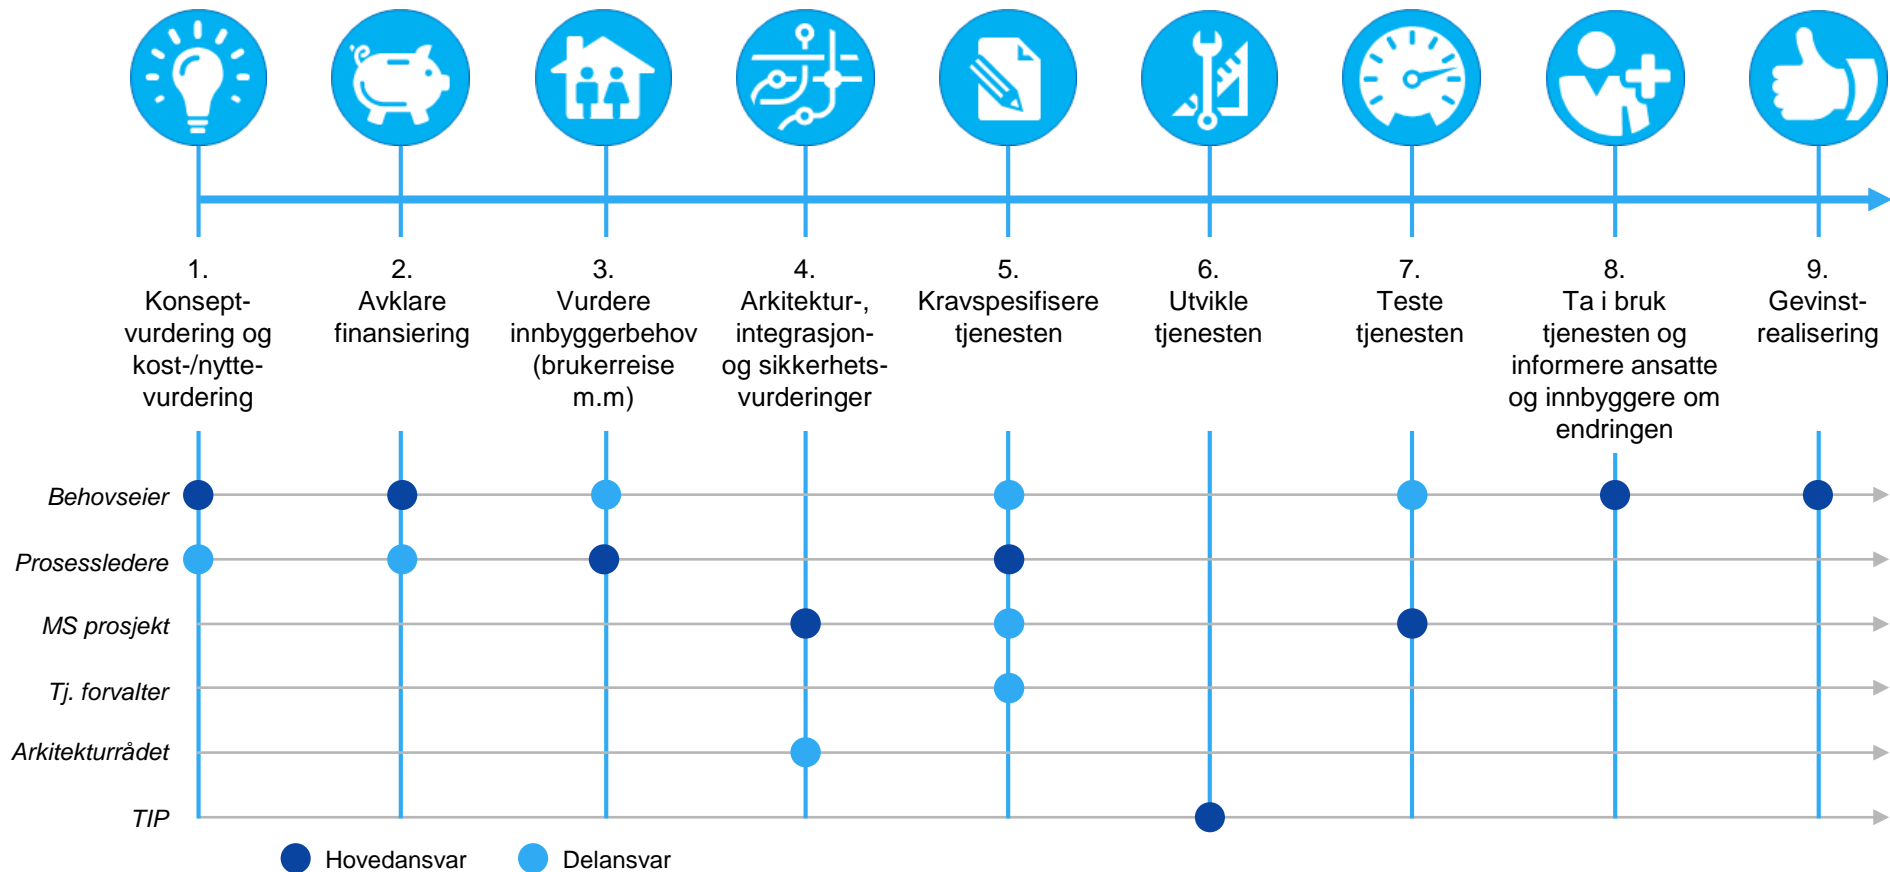 1.
Konsept-
vurdering og
kost-/nytte-
vurdering
2.
Avklare
finansiering
3.
Vurdere
innbyggerbehov
(brukerreise
m.m)
4.
Arkitektur-,
integrasjon-
og sikkerhets-
vurderinger
5.
Kravspesifisere
tjenesten
6.
Utvikle
tjenesten
7.
Teste
tjenesten
8.
Ta i bruk
tjenesten og
informere ansatte
og innbyggere om
endringen
9.
Gevinst-
realisering
Behovseier
Prosessledere
MS prosjekt
Tj. forvalter
Arkitekturrådet
TIP
Hovedansvar
Delansvar